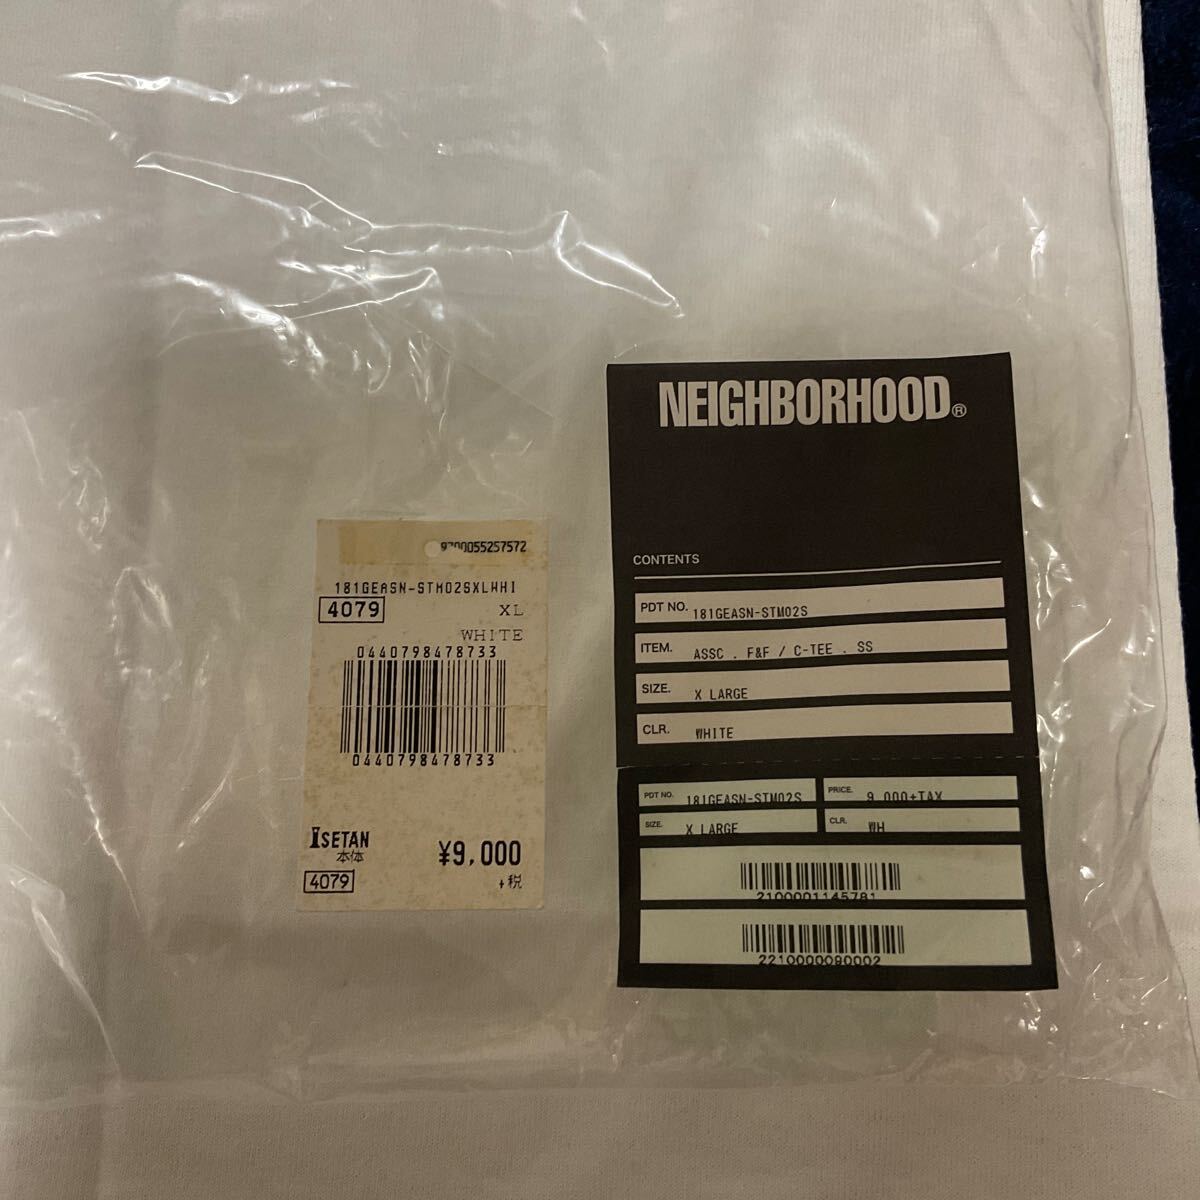 9700055257572
181GEASN-STM02SXLWHI
4079 XL
WHITE
0440798478733
0440798478733
ISETAN
本体 ¥9,000
4079 +税
NEIGHBORHOOD®
CONTENTS
PDT NO. 181GEASN-STM02S
ITEM. ASSC . F&F / C-TEE . SS
SIZE. X LARGE
CLR. WHITE
PDT NO. 181GEASN-STM02S PRICE. 9,000+TAX
SIZE. X LARGE CLR. WH
2100001145781
2210000090002